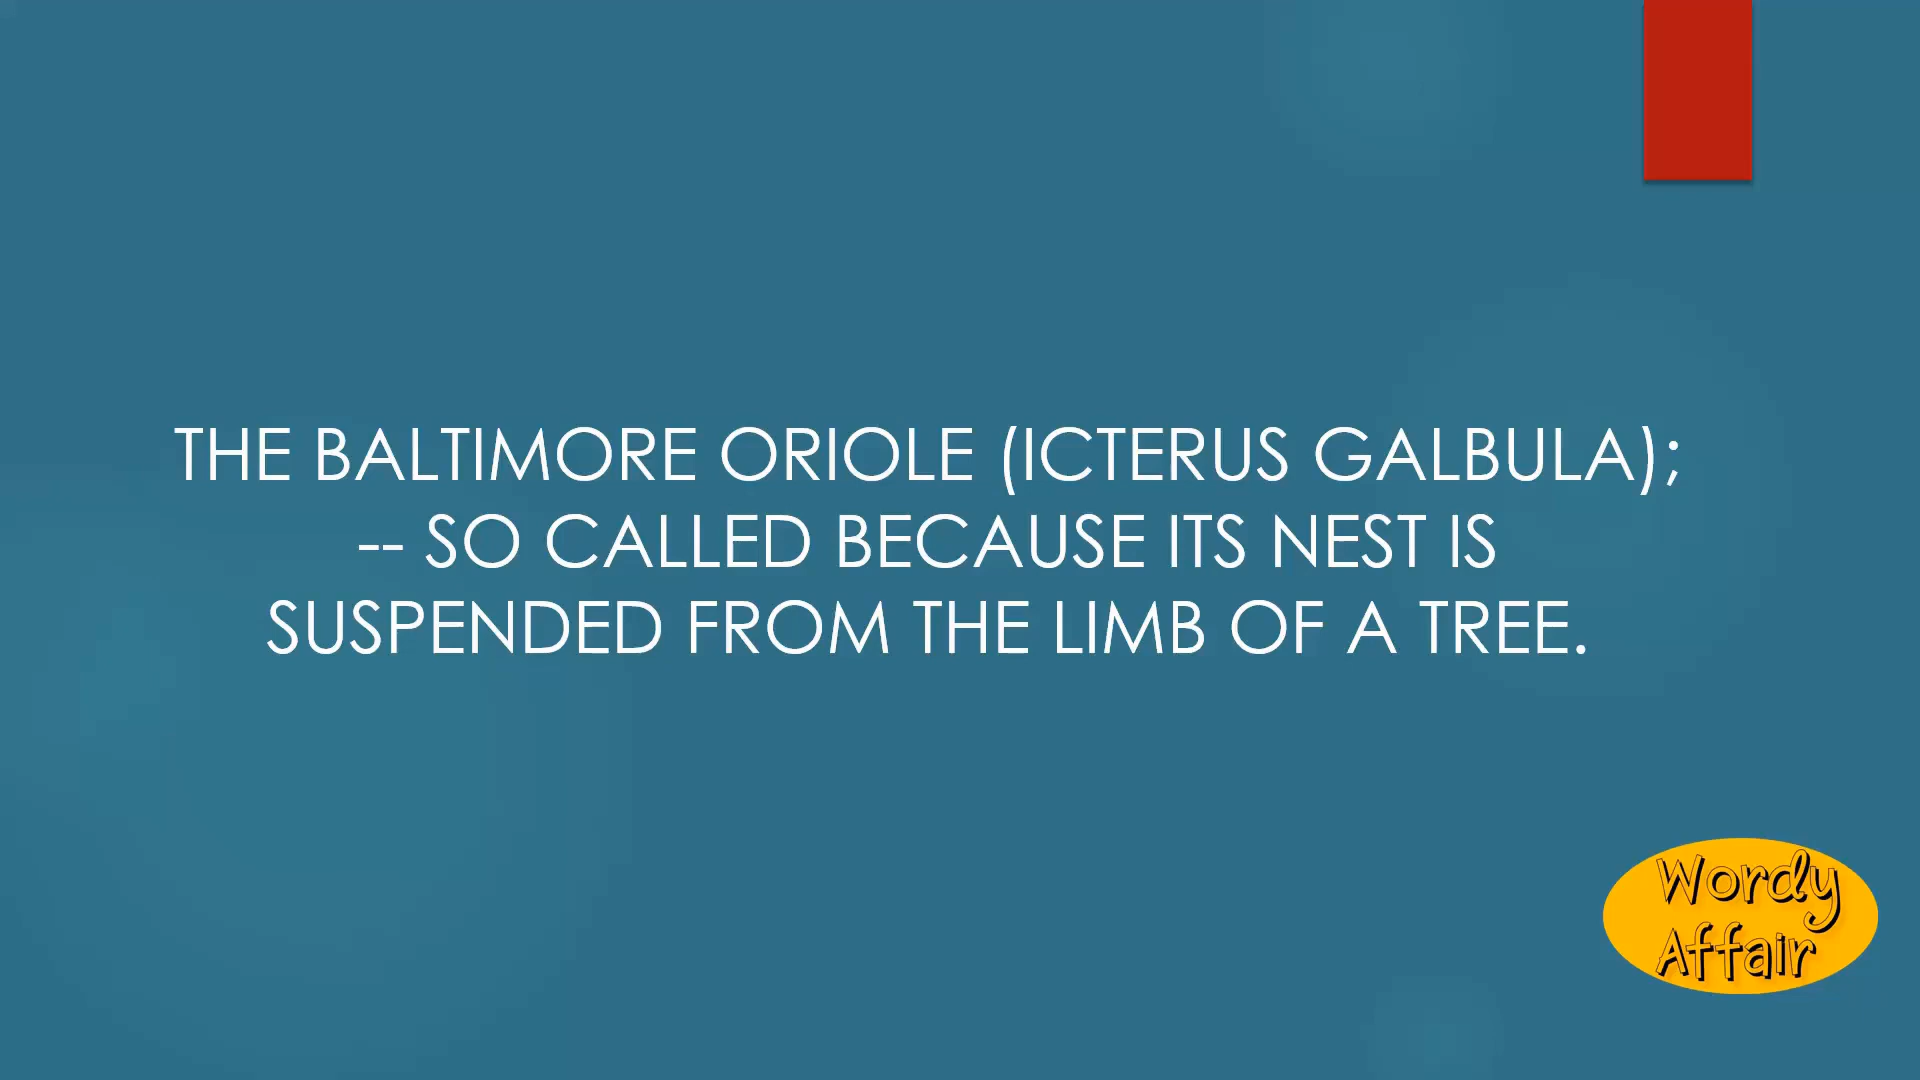 THE BALTIMORE ORIOLE (ICTERUS GALBULA);
-- SO CALLED BECAUSE ITS NEST IS
SUSPENDED FROM THE LIMB OF A TREE.
Wordy
Affair